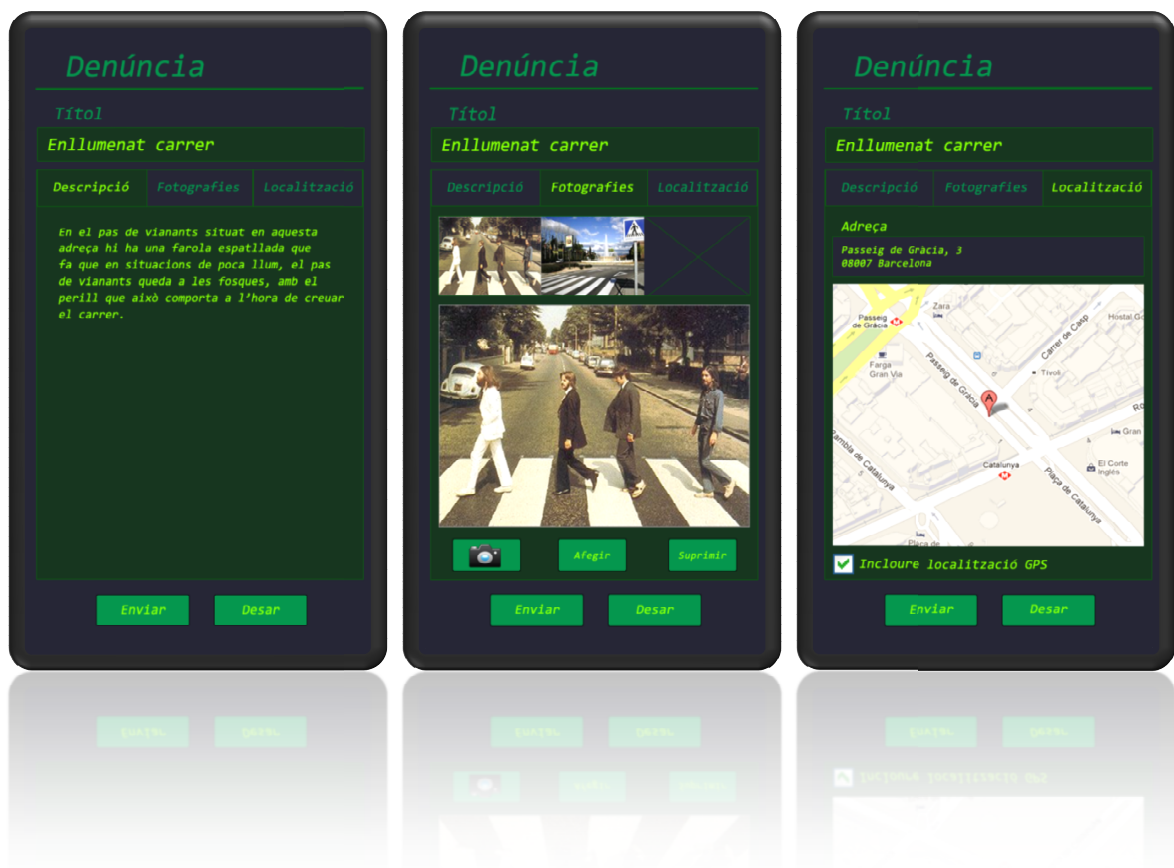 Denúncia
Títol
Enllumenat carrer
Descripció Fotografies Localització
En el pas de vianants situat en aquesta
adreça hi ha una farola espatllada que
fa que en situacions de poca llum, el pas
de vianants queda a les fosques, amb el
perill que això comporta a l'hora de creuar
el carrer.
Enviar Desar
Denúncia
Títol
Enllumenat carrer
Descripció Fotografies Localització
Afegir Suprimir
Enviar Desar
Denúncia
Títol
Enllumenat carrer
Descripció Fotografies Localització
Adreça
Passeig de Gràcia, 3
08007 Barcelona
Zara
Passeig
de Gràcia
Hostal
Carrer de Casp
Farga
Gran Via
Passeig de Gràcia
Tívoli
A
Rambla de Catalunya
Gran
Catalunya
El Corte
Inglés
Plaça de Catalunya
Plaça de
Incloure localització GPS
Enviar Desar